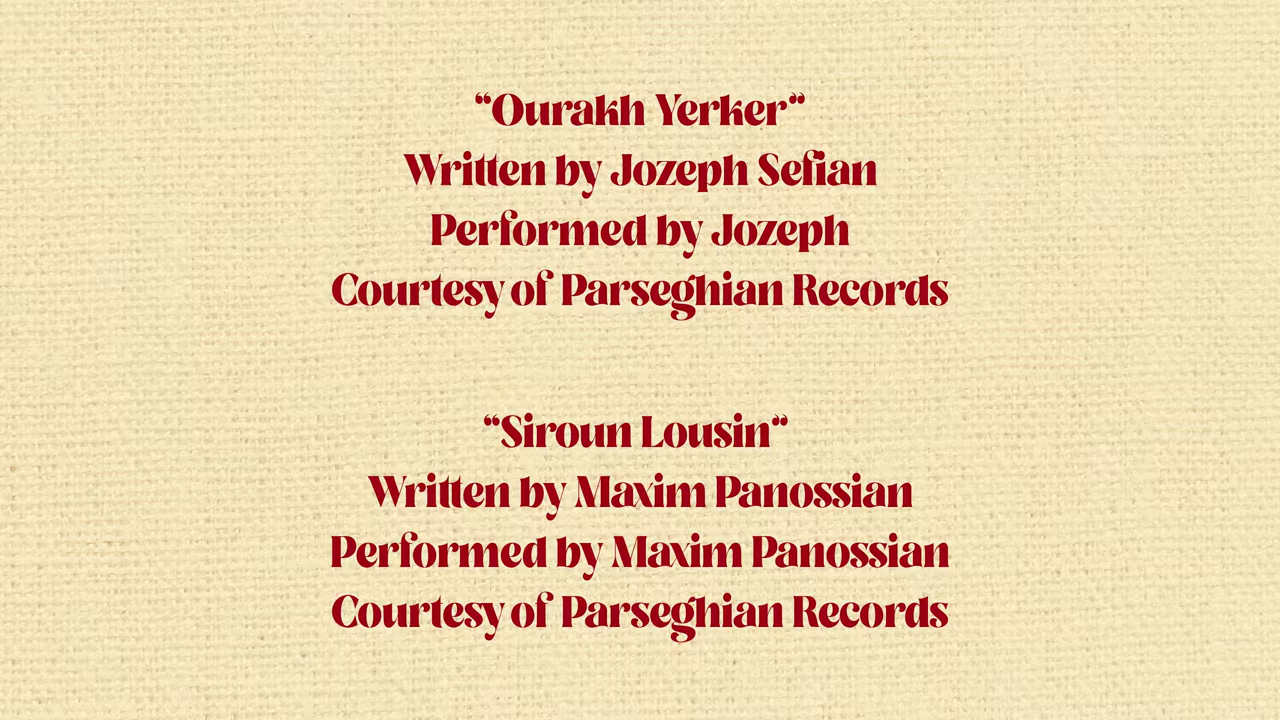 “Ourakh Yerker”
Written by Jozeph Sefian
Performed by Jozeph
Courtesy of Parseghian Records
“Siroun Lousin”
Written by Maxim Panossian
Performed by Maxim Panossian
Courtesy of Parseghian Records